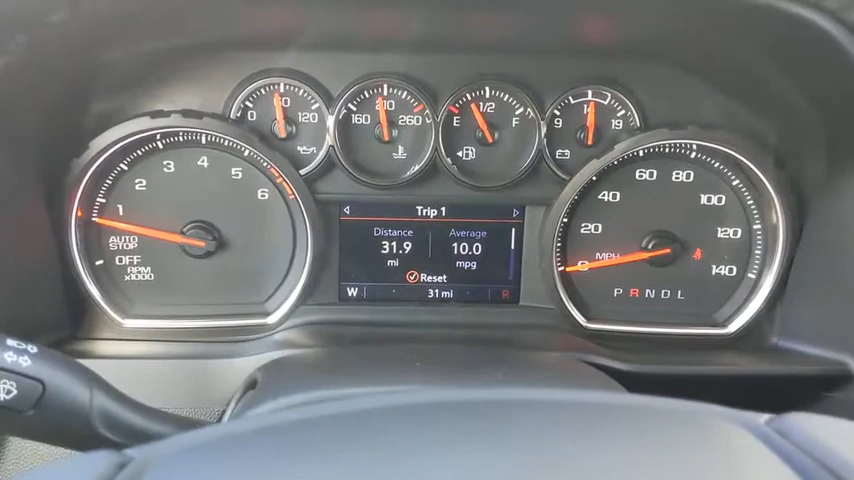 0 60 120
160 210 260
E 1/2 F
9 14 19
1 2 3 4 5 6
AUTO
STOP
OFF
RPM
x1000
Trip 1
Distance Average
31.9 10.0
mi mpg
Reset
W 31 mi R
0 20 40 60 80 100 120 140
MPH
P R N D L